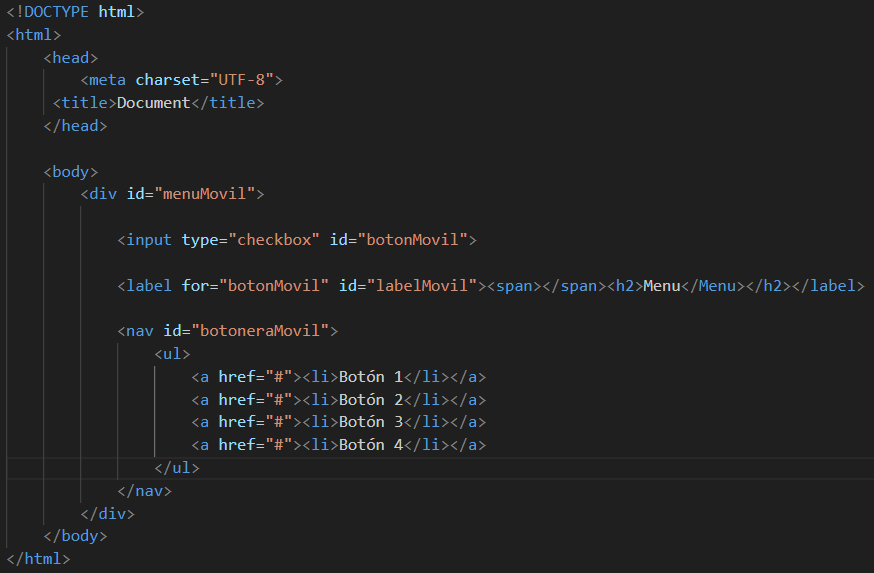 <!DOCTYPE html>
<html>
<head>
<meta charset="UTF-8">
<title>Document</title>
</head>
<body>
<div id="menuMovil">
<input type="checkbox" id="botonMovil">
<label for="botonMovil" id="labelMovil"><span></span><h2>Menu</Menu></h2></label>
<nav id="botoneraMovil">
<ul>
<a href="#"><li>Botón 1</li></a>
<a href="#"><li>Botón 2</li></a>
<a href="#"><li>Botón 3</li></a>
<a href="#"><li>Botón 4</li></a>
</ul>
</nav>
</div>
</body>
</html>